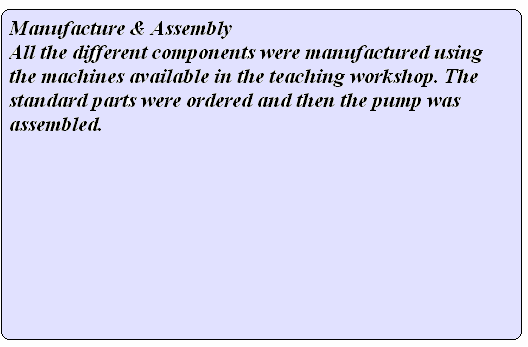 Manufacture & Assembly
All the different components were manufactured using
the machines available in the teaching workshop. The
standard parts were ordered and then the pump was
assembled.